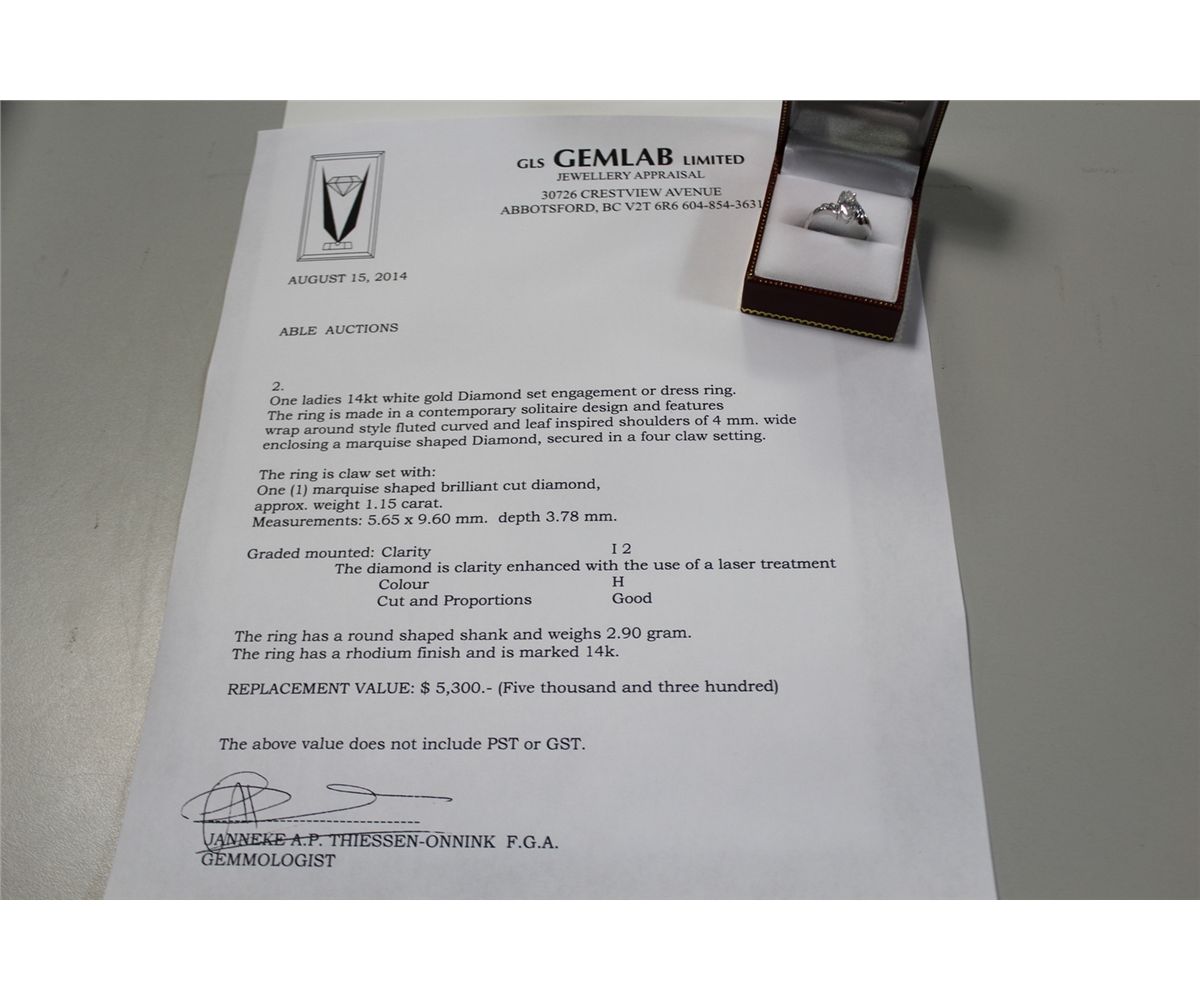 GLS GEMLAB LIMITED
JEWELLERY APPRAISAL
30726 CRESTVIEW AVENUE
ABBOTSFORD, BC V2T 6R6 604-854-3631
AUGUST 15, 2014
ABLE AUCTIONS
2.
One ladies 14kt white gold Diamond set engagement or dress ring.
The ring is made in a contemporary solitaire design and features
wrap around style fluted curved and leaf inspired shoulders of 4 mm. wide
enclosing a marquise shaped Diamond, secured in a four claw setting.
The ring is claw set with:
One (1) marquise shaped brilliant cut diamond,
approx. weight 1.15 carat.
Measurements: 5.65 x 9.60 mm. depth 3.78 mm.
Graded mounted: Clarity I 2
The diamond is clarity enhanced with the use of a laser treatment
Colour H
Cut and Proportions Good
The ring has a round shaped shank and weighs 2.90 gram.
The ring has a rhodium finish and is marked 14k.
REPLACEMENT VALUE: $ 5,300.- (Five thousand and three hundred)
The above value does not include PST or GST.
JANNEKE A.P. THIESSEN-ONNINK F.G.A.
GEMMOLOGIST